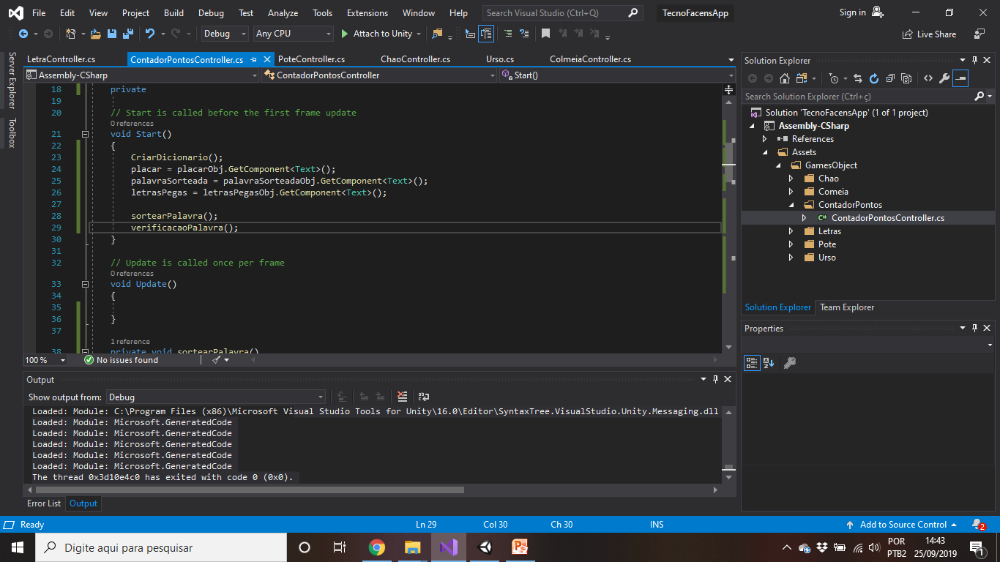 File Edit View Project Build Debug Test Analyze Tools Extensions Window Help Search Visual Studio (Ctrl+Q) TecnoFacensApp Sign in
Debug Any CPU Attach to Unity Live Share
Server Explorer
Toolbox
LetraController.cs ContadorPontosController.cs PoteController.cs ChaoController.cs Urso.cs ColmeiaController.cs
Assembly-CSharp ContadorPontosController Start()
18 private
19
20 // Start is called before the first frame update
0 references
21 void Start()
22 {
23 CriarDicionario();
24 placar = placarObj.GetComponent<Text>();
25 palavraSorteada = palavraSorteadaObj.GetComponent<Text>();
26 letrasPegas = letrasPegasObj.GetComponent<Text>();
27
28 sortearPalavra();
29 verificacaoPalavra();
30 }
31
32 // Update is called once per frame
0 references
33 void Update()
34 {
35
36 }
37
1 reference
38 private void sortearPalavra()
100 % No issues found
Output
Show output from: Debug
Loaded: Module: C:\Program Files (x86)\Microsoft Visual Studio Tools for Unity\16.0\Editor\SyntaxTree.VisualStudio.Unity.Messaging.dll
Loaded: Module: Microsoft.GeneratedCode
Loaded: Module: Microsoft.GeneratedCode
Loaded: Module: Microsoft.GeneratedCode
Loaded: Module: Microsoft.GeneratedCode
Loaded: Module: Microsoft.GeneratedCode
The thread 0x3d10e4c0 has exited with code 0 (0x0).
Error List Output
Solution Explorer
Search Solution Explorer (Ctrl+ç)
Solution 'TecnoFacensApp' (1 of 1 project)
Assembly-CSharp
References
Assets
GamesObject
Chao
Comeia
ContadorPontos
C# ContadorPontosController.cs
Letras
Pote
Urso
Solution Explorer Team Explorer
Properties
Ready Ln 29 Col 30 Ch 30 INS Add to Source Control 2
Digite aqui para pesquisar
POR
PTB2
14:43
25/09/2019
1